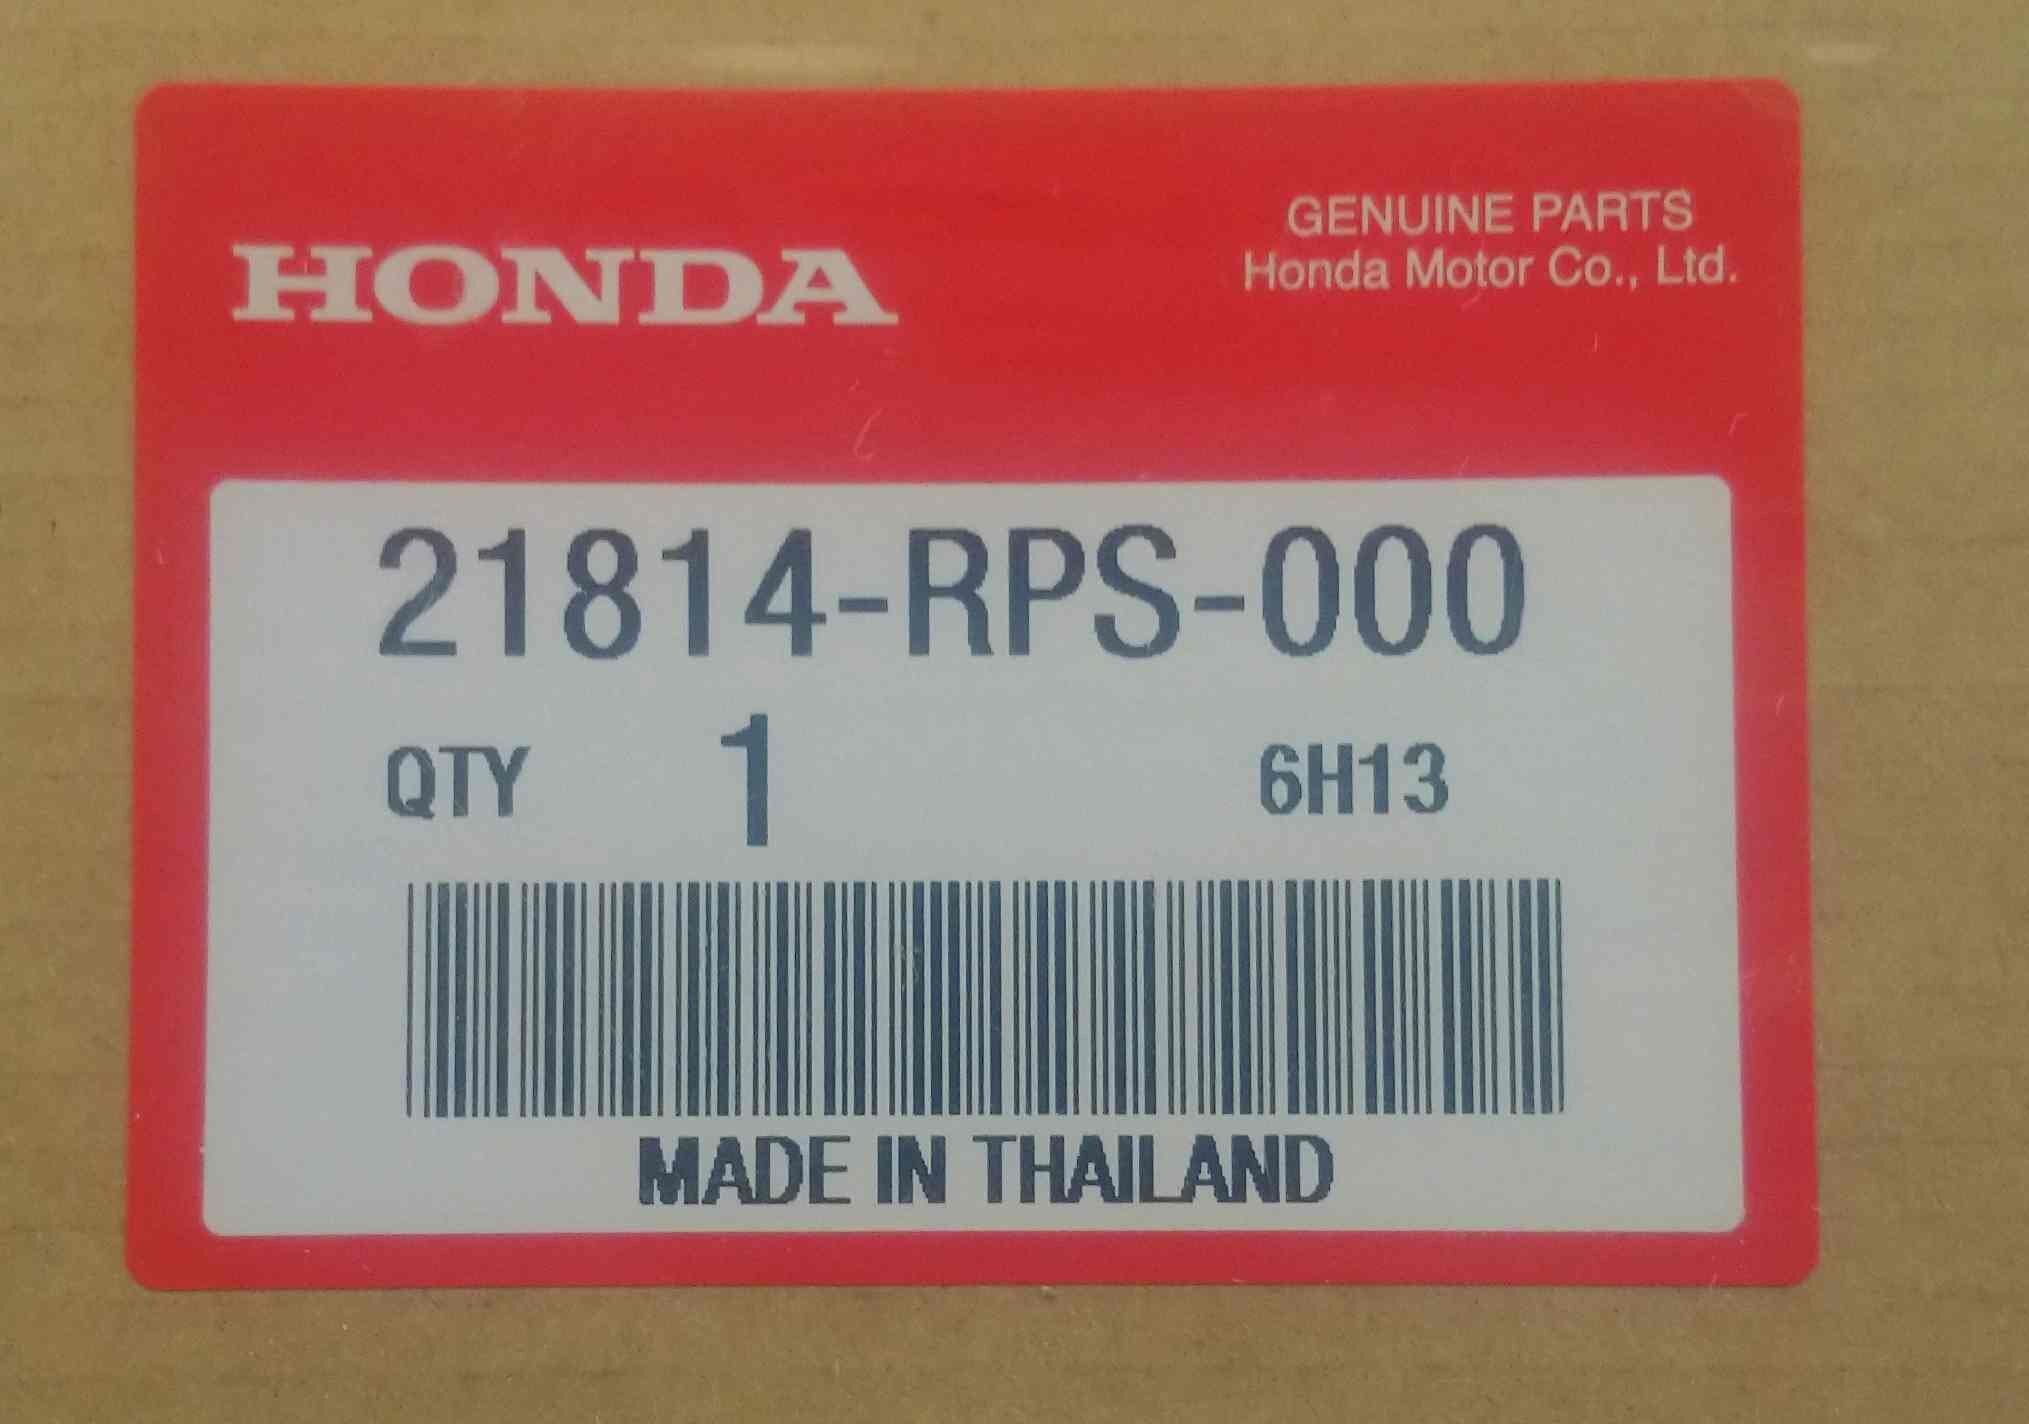 HONDA
GENUINE PARTS
Honda Motor Co., Ltd.
21814-RPS-000
QTY 1 6H13
MADE IN THAILAND